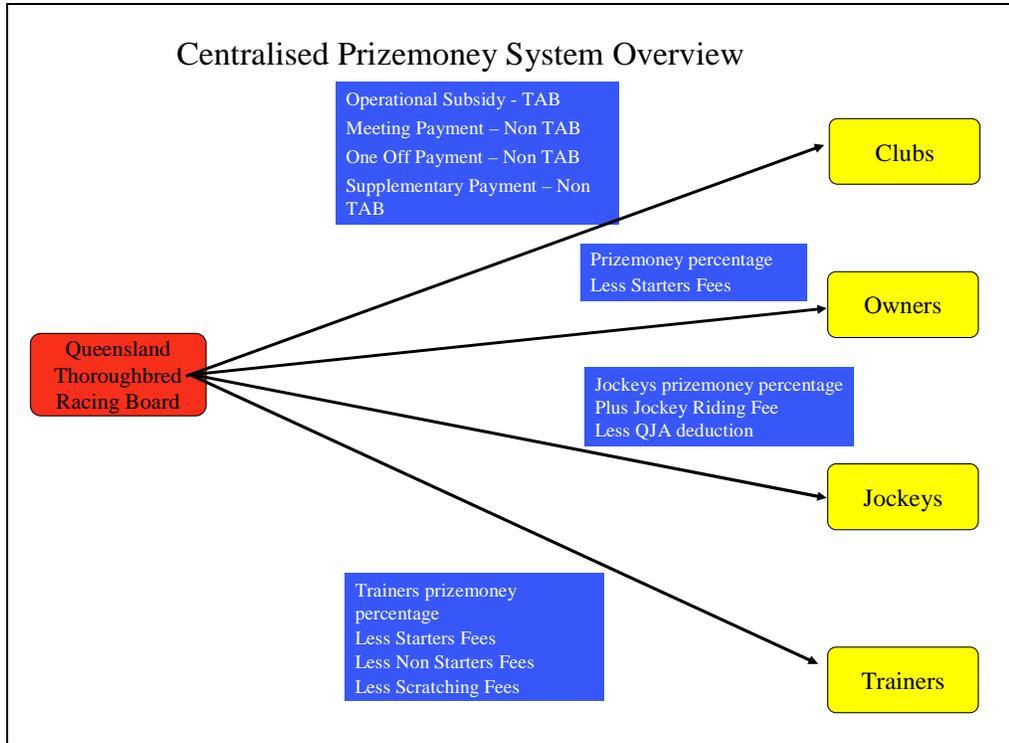 Centralised Prizemoney System Overview
Operational Subsidy - TAB
Meeting Payment – Non TAB
One Off Payment – Non TAB
Supplementary Payment – Non
TAB
Clubs
Prizemoney percentage
Less Starters Fees
Owners
Queensland
Thoroughbred
Racing Board
Jockeys prizemoney percentage
Plus Jockey Riding Fee
Less QJA deduction
Jockeys
Trainers prizemoney
percentage
Less Starters Fees
Less Non Starters Fees
Less Scratching Fees
Trainers